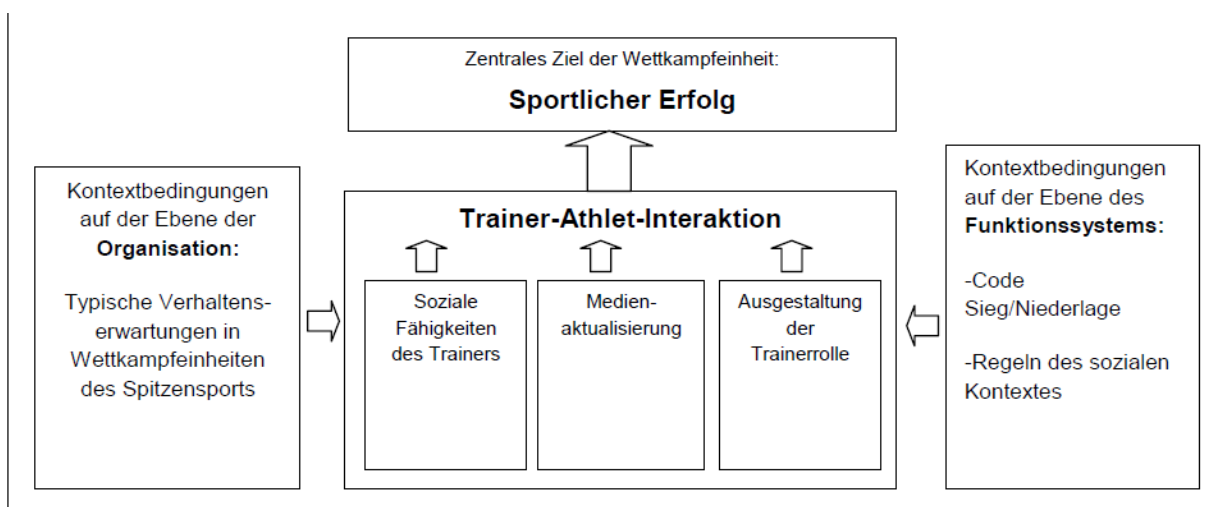 Zentrales Ziel der Wettkampfeinheit:
Sportlicher Erfolg
Kontextbedingungen
auf der Ebene der
Organisation:
Typische Verhaltens-
erwartungen in
Wettkampfeinheiten
des Spitzensports
Trainer-Athlet-Interaktion
Soziale
Fähigkeiten
des Trainers
Medien-
aktualisierung
Ausgestaltung
der
Trainerrolle
Kontextbedingungen
auf der Ebene des
Funktionssystems:
-Code
Sieg/Niederlage
-Regeln des sozialen
Kontextes